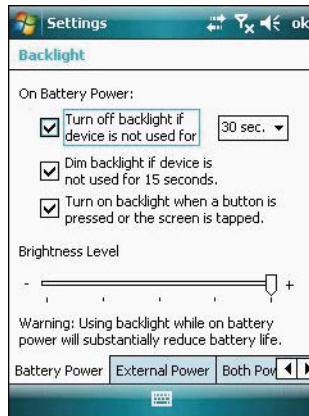 Settings
ok
Backlight
On Battery Power:
Turn off backlight if
device is not used for
30 sec.
Dim backlight if device is
not used for 15 seconds.
Turn on backlight when a button is
pressed or the screen is tapped.
Brightness Level
- +
Warning: Using backlight while on battery
power will substantially reduce battery life.
Battery Power External Power Both Pow